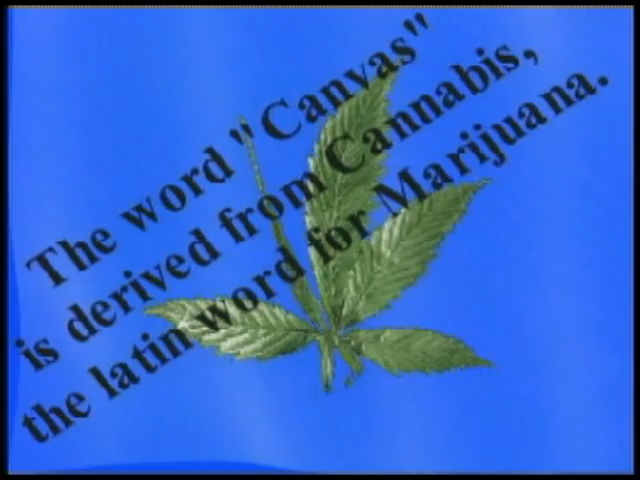 The word "Canvas"
is derived from Cannabis,
the latin word for Marijuana.